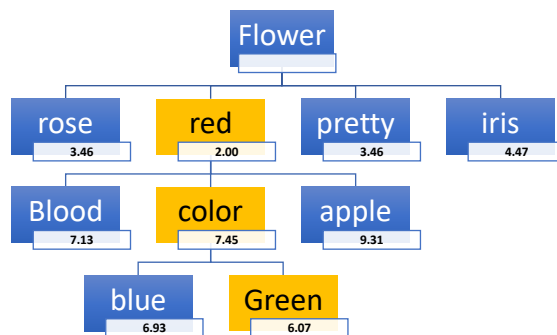 Flower
rose red pretty iris
3.46 2.00 3.46 4.47
Blood color apple
7.13 7.45 9.31
blue Green
6.93 6.07